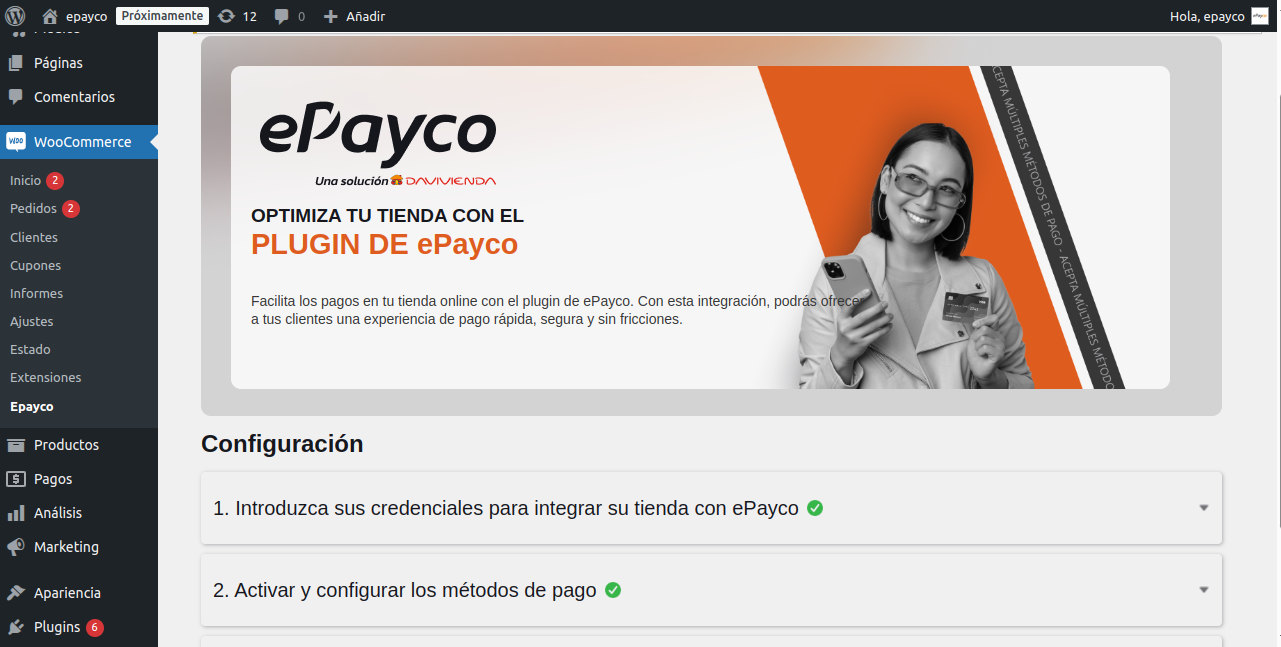 epayco
Próximamente
12
0
Añadir
Hola, epayco
Páginas
Comentarios
WooCommerce
Inicio 2
Pedidos 2
Clientes
Cupones
Informes
Ajustes
Estado
Extensiones
Epayco
Productos
Pagos
Análisis
Marketing
Apariencia
Plugins 6
ePayco
Una solución DAVIVIENDA
OPTIMIZA TU TIENDA CON EL
PLUGIN DE ePayco
Facilita los pagos en tu tienda online con el plugin de ePayco. Con esta integración, podrás ofrecer
a tus clientes una experiencia de pago rápida, segura y sin fricciones.
ACEPTA MÚLTIPLES MÉTODOS DE PAGO - ACEPTA MÚLTIPLES MÉTODO
Configuración
1. Introduzca sus credenciales para integrar su tienda con ePayco
2. Activar y configurar los métodos de pago